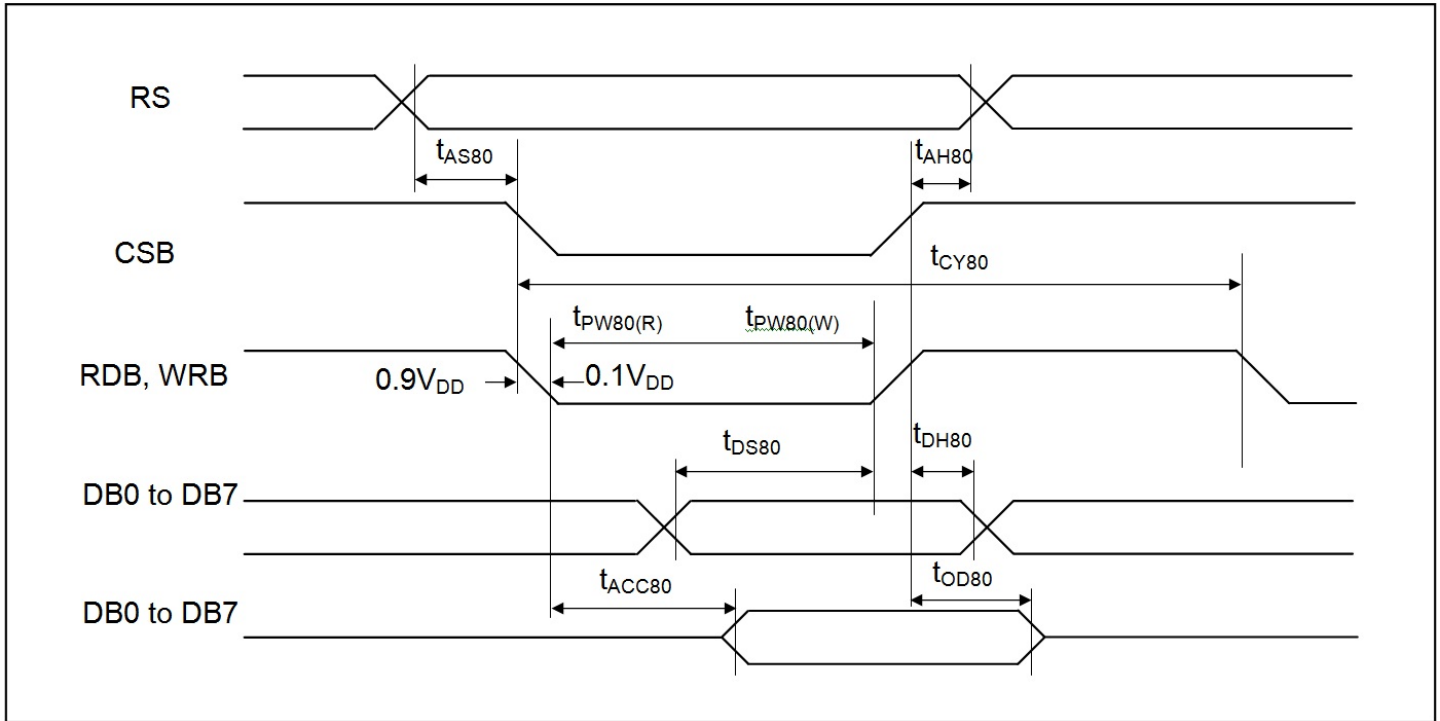 RS
tAS80
tAH80
CSB
tCY80
tPW80(R)
tPW80(W)
RDB, WRB
0.9VDD
0.1VDD
tDS80
tDH80
DB0 to DB7
tACC80
tOD80
DB0 to DB7